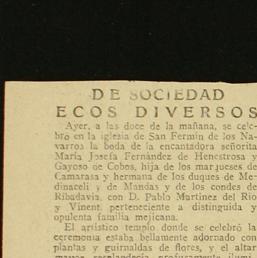 DE SOCIEDAD
ECOS DIVERSOS
Ayer, a las doce de la mañana, se cele-
bró en la iglesia de San Fermín de los Na-
varros la boda de la encantadora señorita
María Josefa Fernández de Henestrosa y
Gayoso de Cobos, hija de los marqueses de
Camarasa y hermana de los duques de Me-
dinaceli y de Mandas y de los condes de
Ribadavia, con D. Pablo Martínez del Río
y Vinent, perteneciente a distinguida y
opulenta familia mejicana.
El artístico templo donde se celebró la
ceremonia estaba bellamente adornado con
plantas y guirnaldas de flores, y el altar
mayor resplandecía